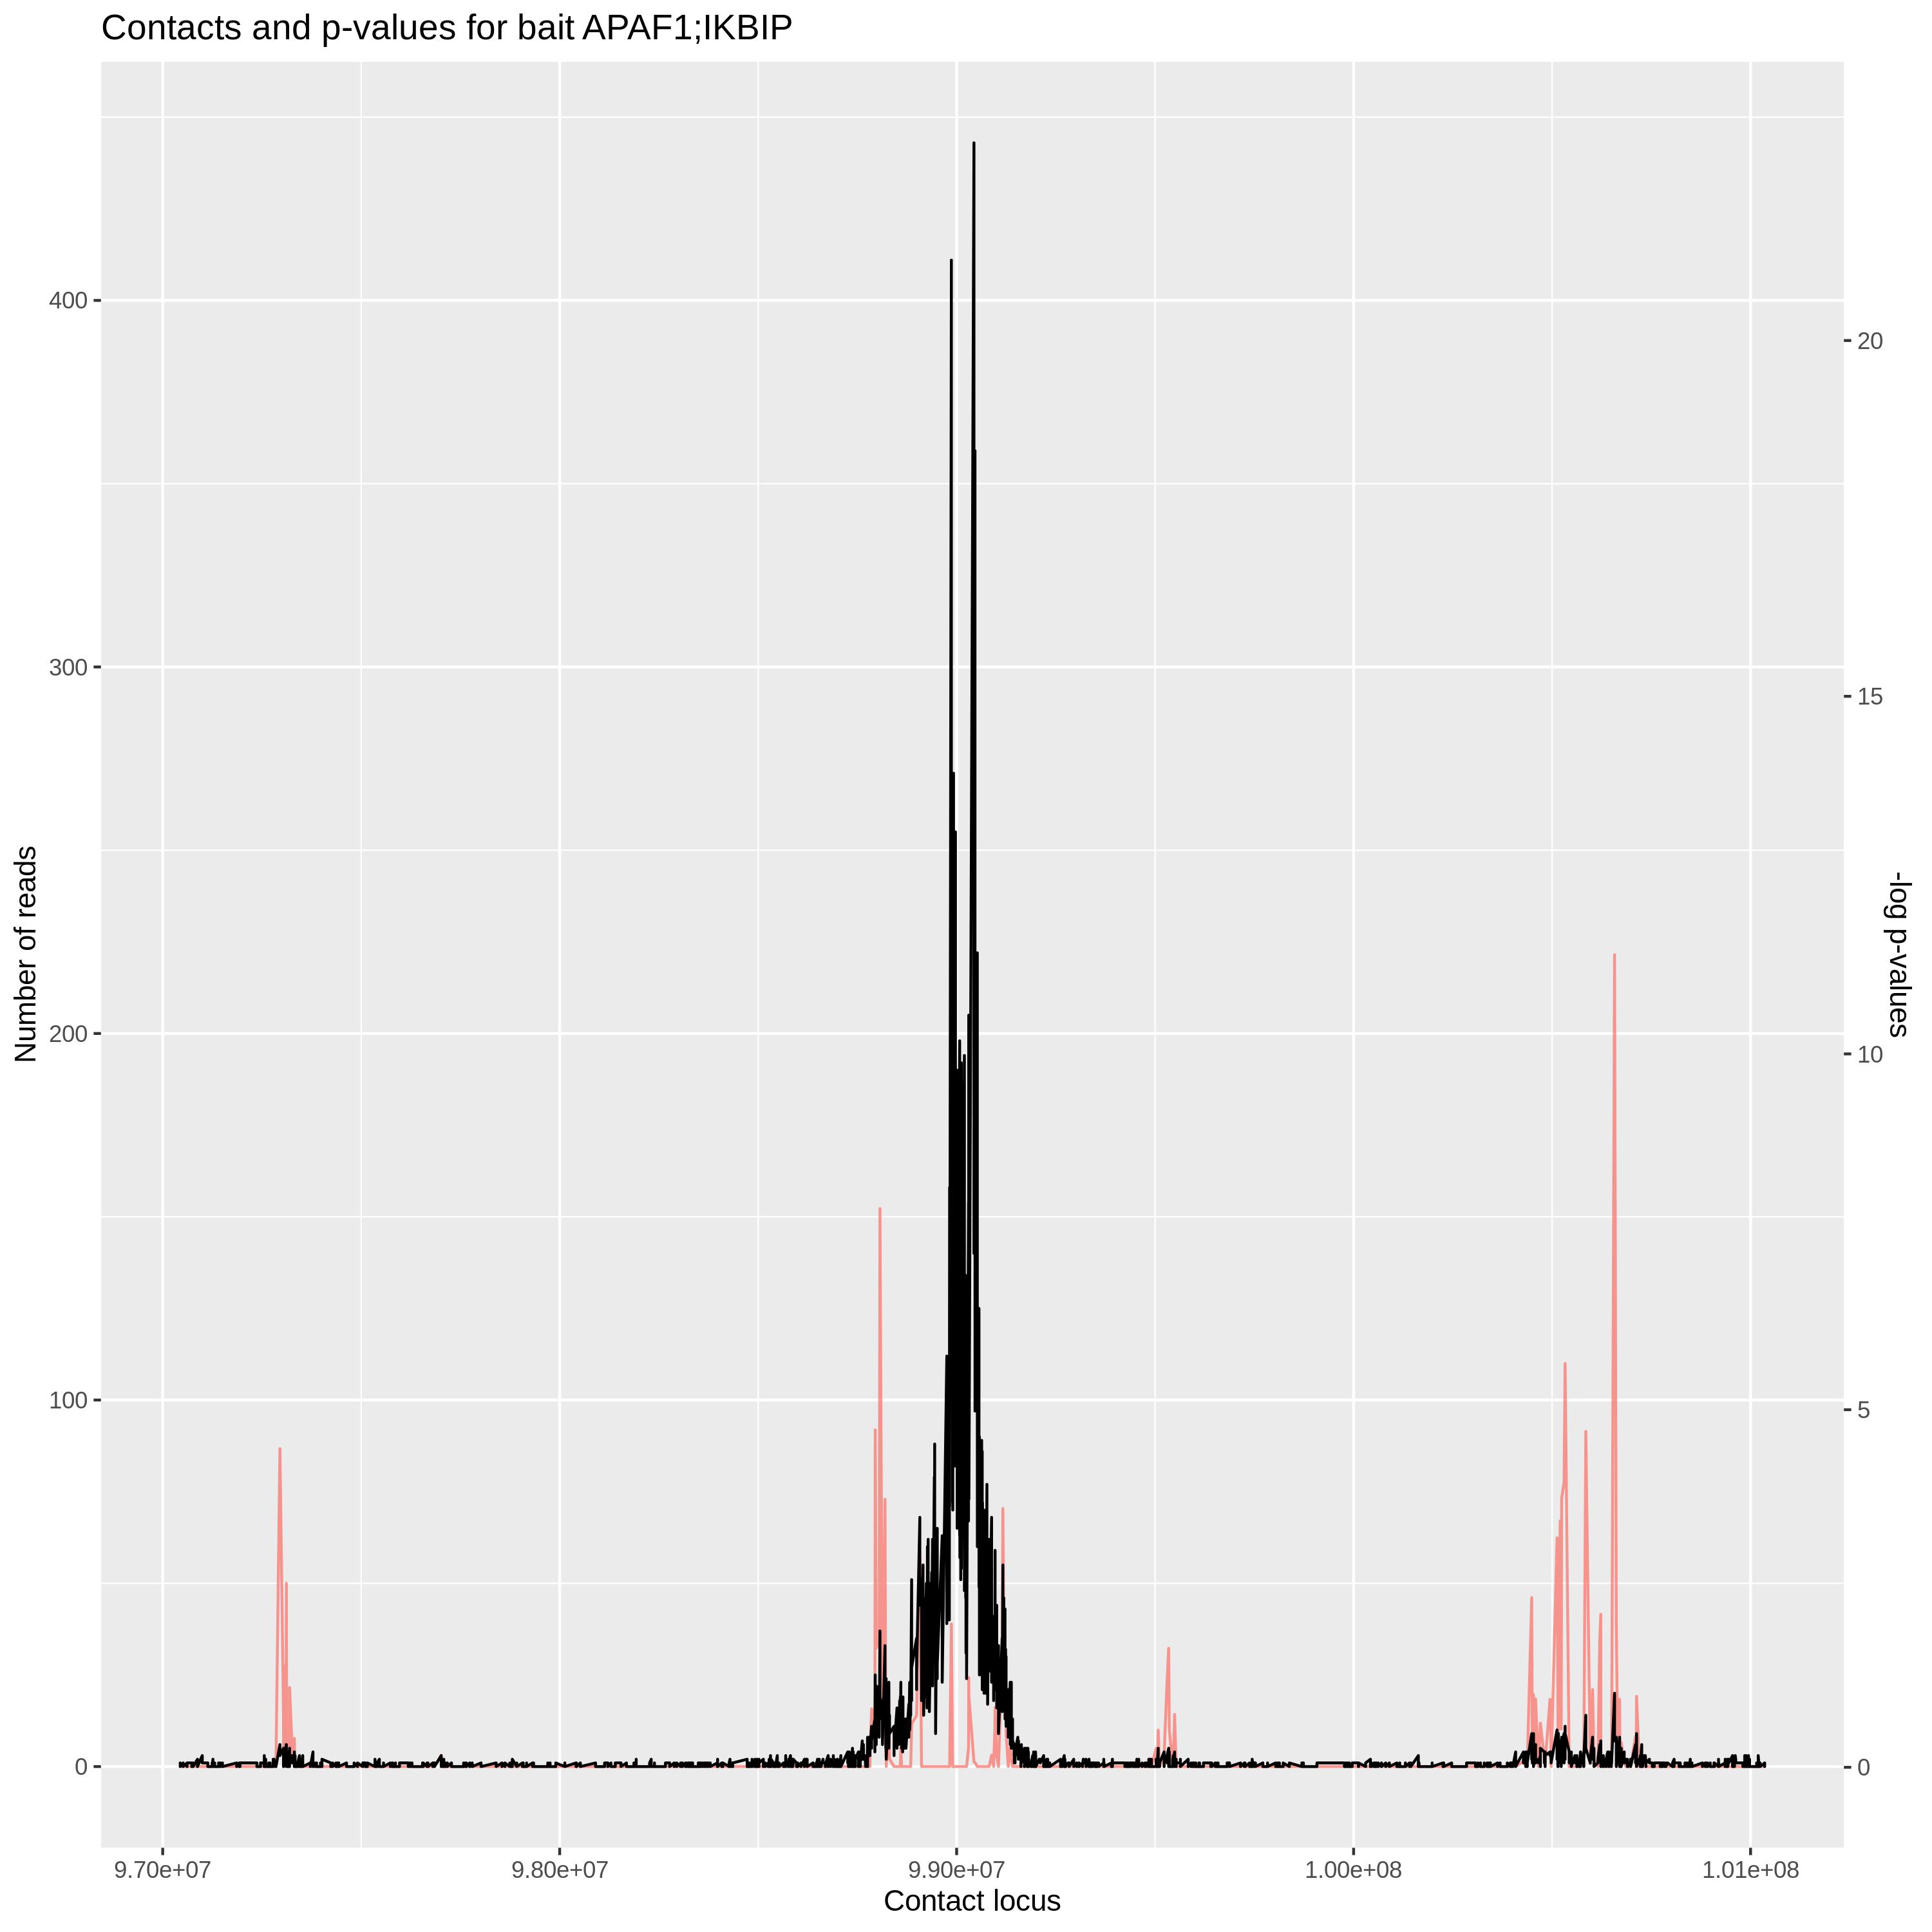 Contacts and p-values for bait APAF1;IKBIP
Number of reads
400
300
200
100
0
20
15
10
5
0
-log p-values
9.70e+07
9.80e+07
9.90e+07
1.00e+08
1.01e+08
Contact locus